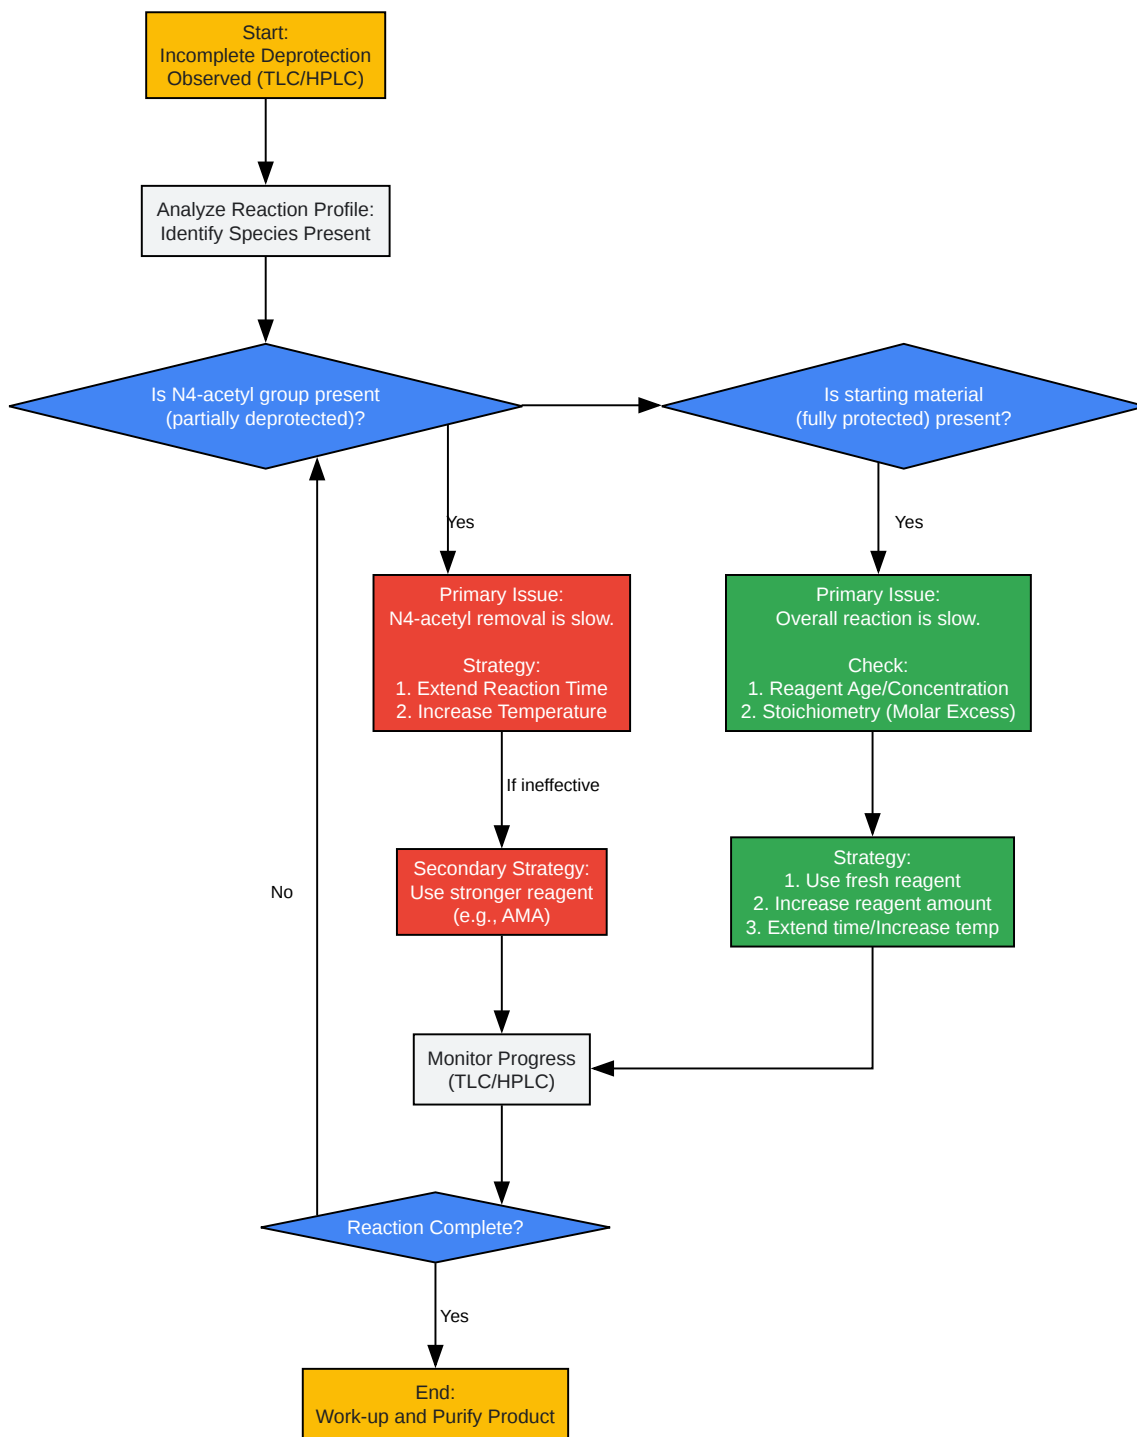 Start:
Incomplete Deprotection
Observed (TLC/HPLC)
Analyze Reaction Profile:
Identify Species Present
Is N4-acetyl group present
(partially deprotected)?
Is starting material
(fully protected) present?
Yes
Yes
Primary Issue:
N4-acetyl removal is slow.
Strategy:
1. Extend Reaction Time
2. Increase Temperature
Primary Issue:
Overall reaction is slow.
Check:
1. Reagent Age/Concentration
2. Stoichiometry (Molar Excess)
If ineffective
Secondary Strategy:
Use stronger reagent
(e.g., AMA)
Strategy:
1. Use fresh reagent
2. Increase reagent amount
3. Extend time/Increase temp
No
Monitor Progress
(TLC/HPLC)
Reaction Complete?
Yes
End:
Work-up and Purify Product